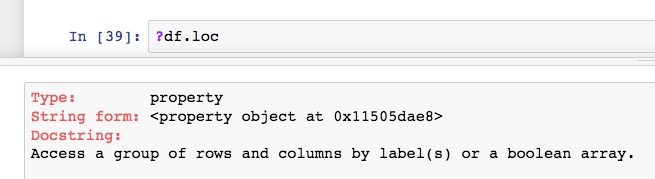 In [39]: ?df.loc
Type: property
String form: <property object at 0x11505dae8>
Docstring:
Access a group of rows and columns by label(s) or a boolean array.